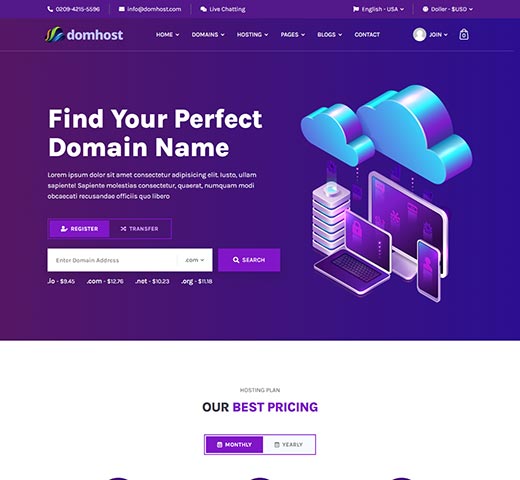 0209-4215-5596 info@domhost.com Live Chatting English - USA Doller - $USD
domhost HOME DOMAINS HOSTING PAGES BLOGS CONTACT JOIN 0
Find Your Perfect
Domain Name
Lorem ipsum dolor sit amet consectetur adipisicing elit. Iusto, ullam
sapiente! Sapiente molestias consectetur, quaerat, numquam modi
obcaecati recusandae officiis quo libero
REGISTER TRANSFER
Enter Domain Address .com SEARCH
.io - $9.45 .com - $12.76 .net - $10.23 .org - $11.18
HOSTING PLAN
OUR BEST PRICING
MONTHLY YEARLY